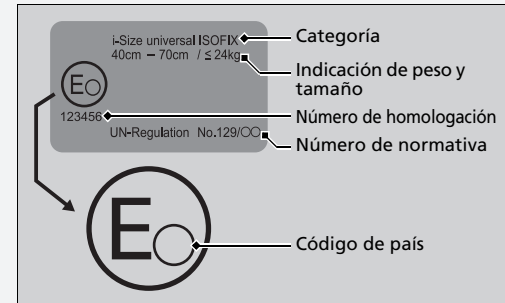 i-Size universal ISOFIX
40cm – 70cm / ≤ 24kg
E○
123456
UN-Regulation No.129/○○
Categoría
Indicación de peso y
tamaño
Número de homologación
Número de normativa
E○
Código de país